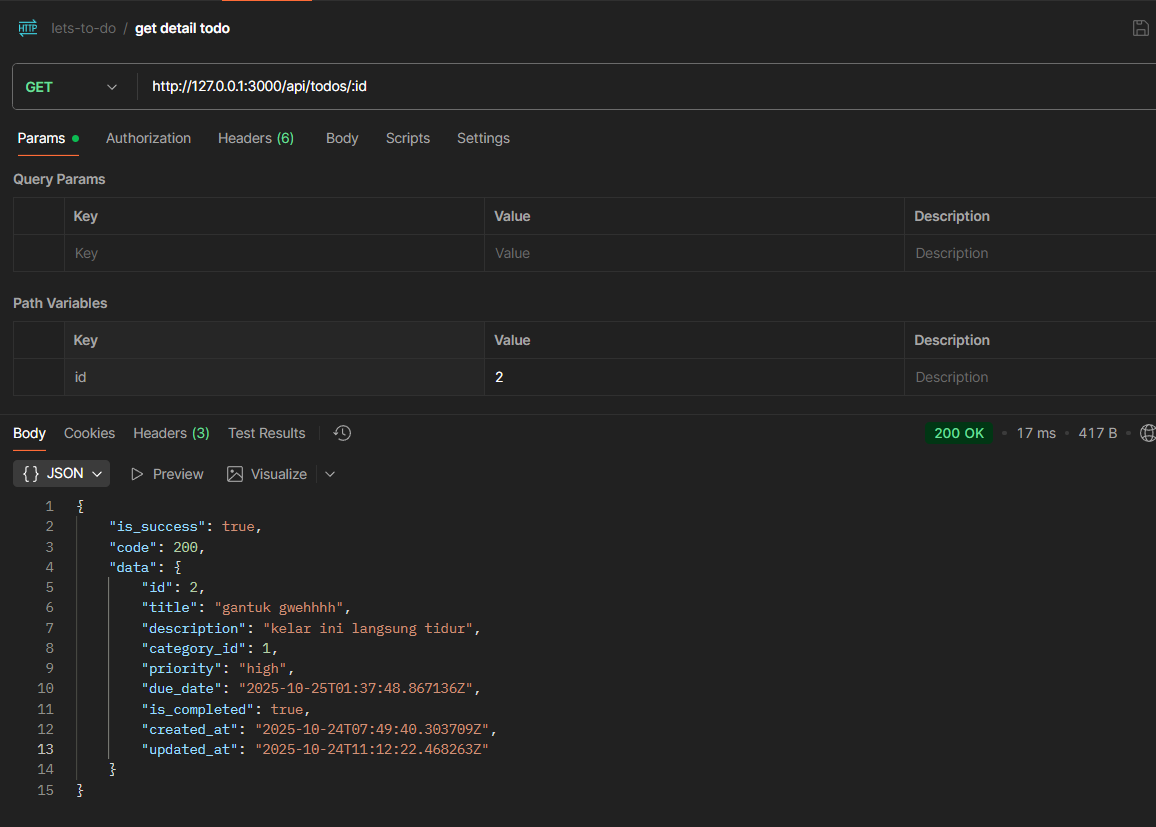 HTTP lets-to-do / get detail todo
GET http://127.0.0.1:3000/api/todos/:id
Params Authorization Headers (6) Body Scripts Settings
Query Params
Key Value Description
Key Value Description
Path Variables
Key Value Description
id 2 Description
Body Cookies Headers (3) Test Results 200 OK • 17 ms • 417 B •
{} JSON Preview Visualize
1 {
2 "is_success": true,
3 "code": 200,
4 "data": {
5 "id": 2,
6 "title": "gantuk gwehhhh",
7 "description": "kelar ini langsung tidur",
8 "category_id": 1,
9 "priority": "high",
10 "due_date": "2025-10-25T01:37:48.867136Z",
11 "is_completed": true,
12 "created_at": "2025-10-24T07:49:40.303709Z",
13 "updated_at": "2025-10-24T11:12:22.468263Z"
14 }
15 }